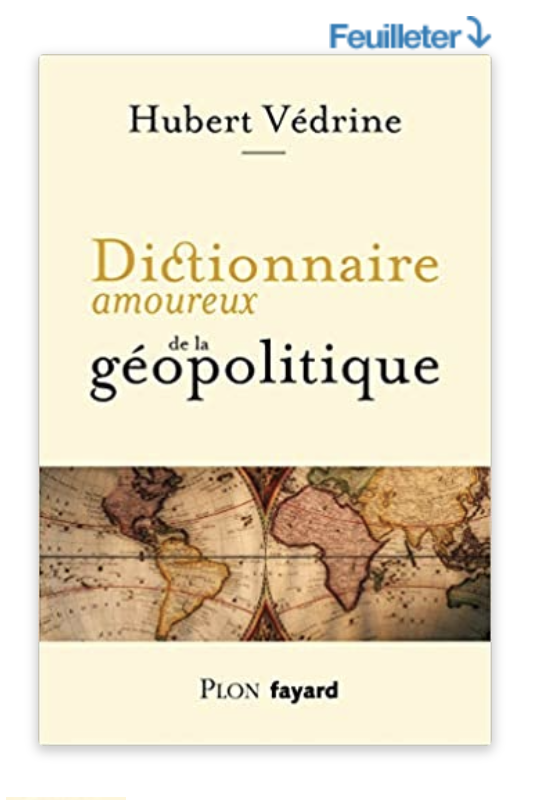 Feuilleter
Hubert Védrine
Dictionnaire
amoureux
de la
géopolitique
PLON fayard